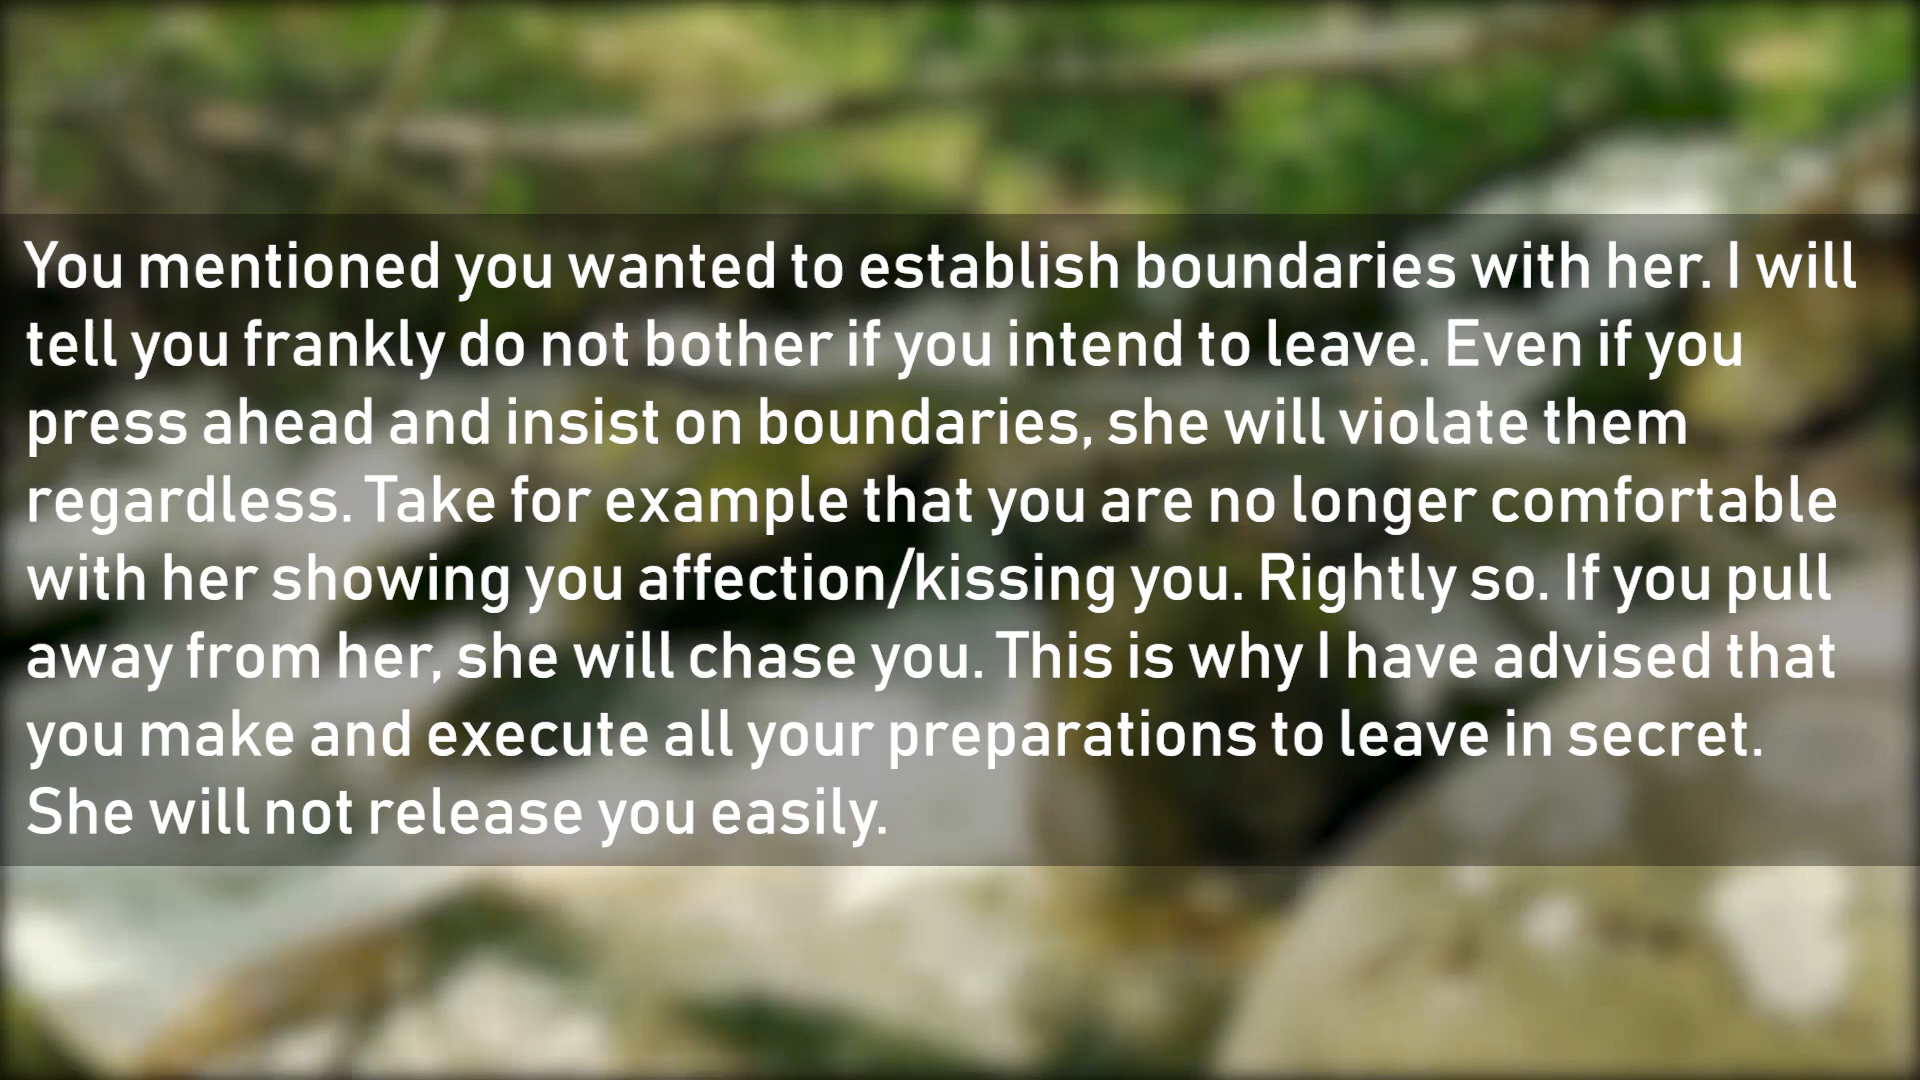 You mentioned you wanted to establish boundaries with her. I will
tell you frankly do not bother if you intend to leave. Even if you
press ahead and insist on boundaries, she will violate them
regardless. Take for example that you are no longer comfortable
with her showing you affection/kissing you. Rightly so. If you pull
away from her, she will chase you. This is why I have advised that
you make and execute all your preparations to leave in secret.
She will not release you easily.